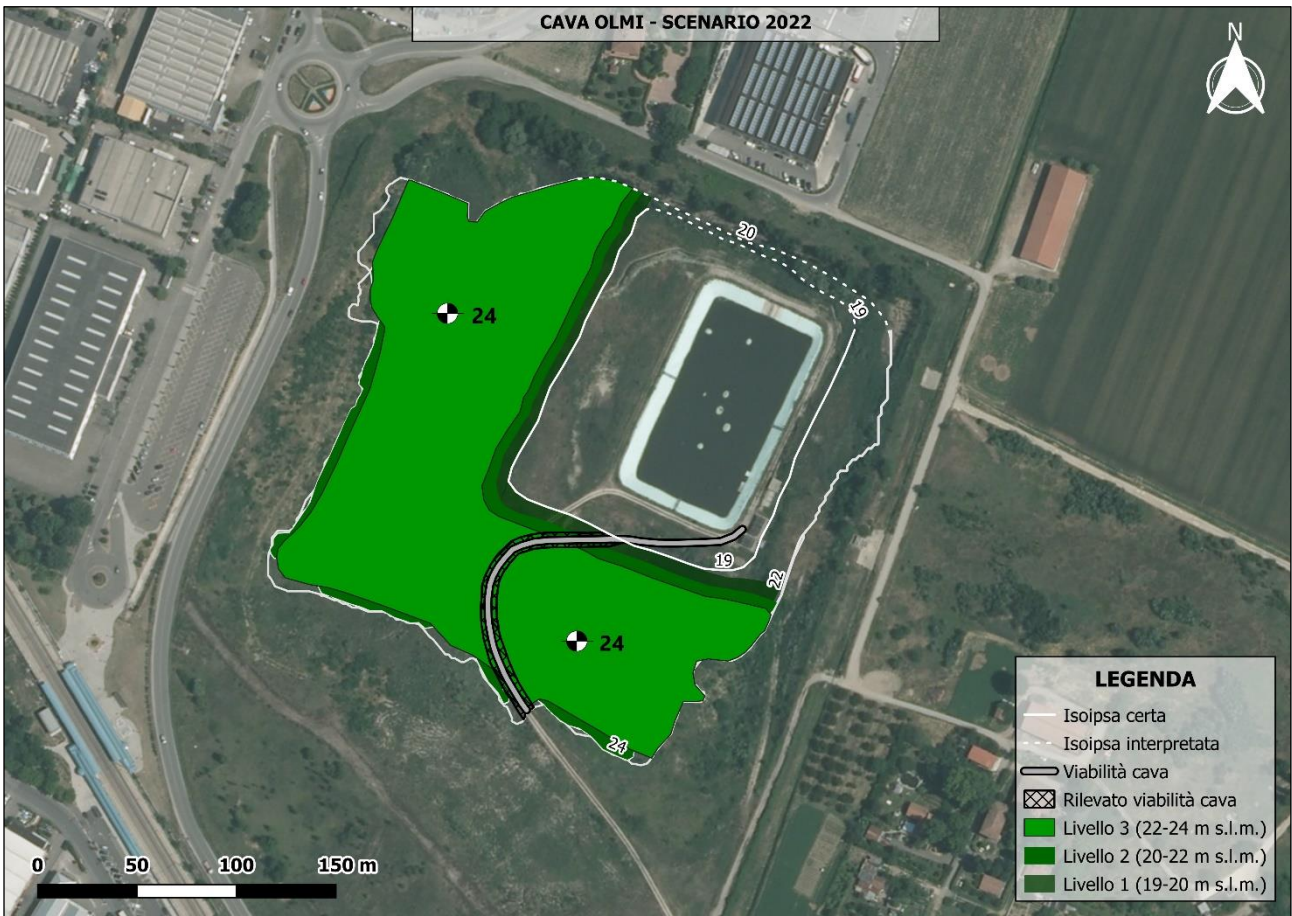 CAVA OLMI - SCENARIO 2022
N
20
19
24
19
22
24
24
LEGENDA
Isoipsa certa
Isoipsa interpretata
Viabilità cava
Rilevato viabilità cava
Livello 3 (22-24 m s.l.m.)
Livello 2 (20-22 m s.l.m.)
Livello 1 (19-20 m s.l.m.)
0 50 100 150 m